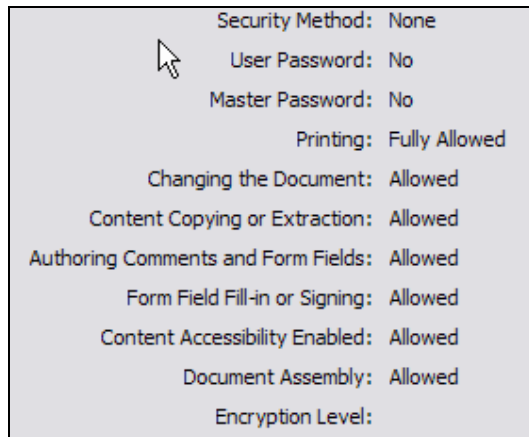 Security Method: None
User Password: No
Master Password: No
Printing: Fully Allowed
Changing the Document: Allowed
Content Copying or Extraction: Allowed
Authoring Comments and Form Fields: Allowed
Form Field Fill-in or Signing: Allowed
Content Accessibility Enabled: Allowed
Document Assembly: Allowed
Encryption Level: